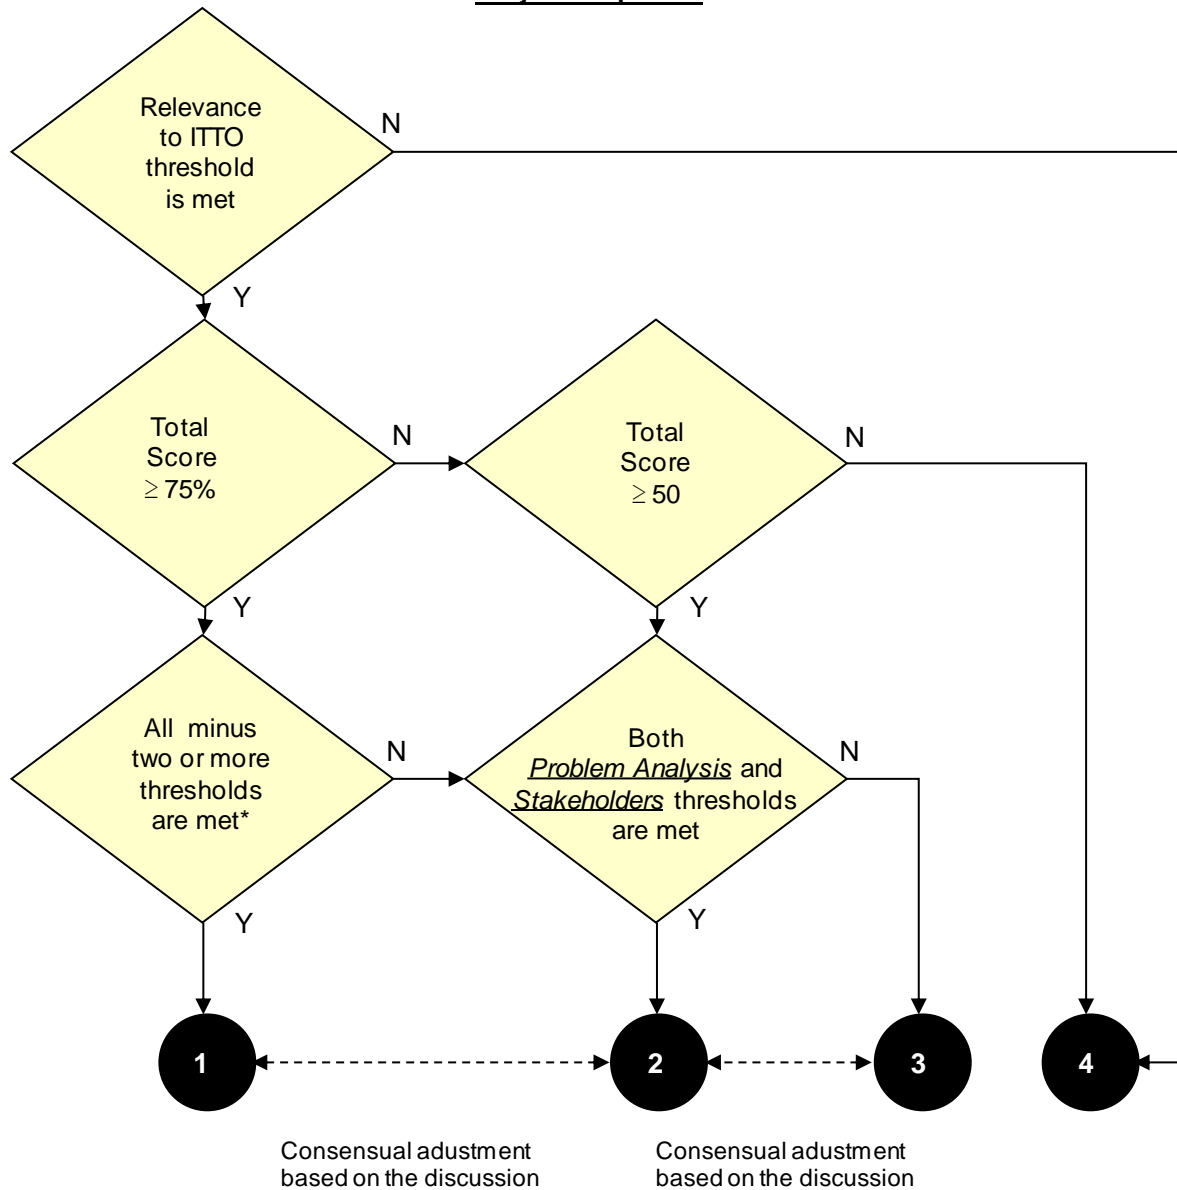 Relevance
to ITTO
threshold
is met
N
Y
Total
Score
≥ 75%
N
Y
Total
Score
≥ 50
N
Y
All minus
two or more
thresholds
are met*
N
Y
Both
Problem Analysis and
Stakeholders thresholds
are met
N
Y
1
2
3
4
Consensual adustment
based on the discussion
Consensual adustment
based on the discussion